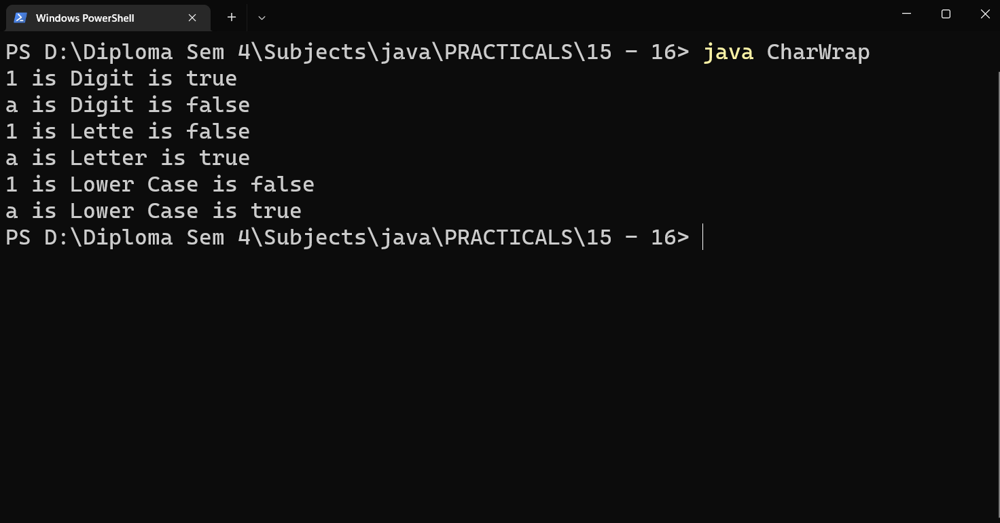 Windows PowerShell
PS D:\Diploma Sem 4\Subjects\java\PRACTICALS\15 - 16> java CharWrap
1 is Digit is true
a is Digit is false
1 is Lette is false
a is Letter is true
1 is Lower Case is false
a is Lower Case is true
PS D:\Diploma Sem 4\Subjects\java\PRACTICALS\15 - 16>